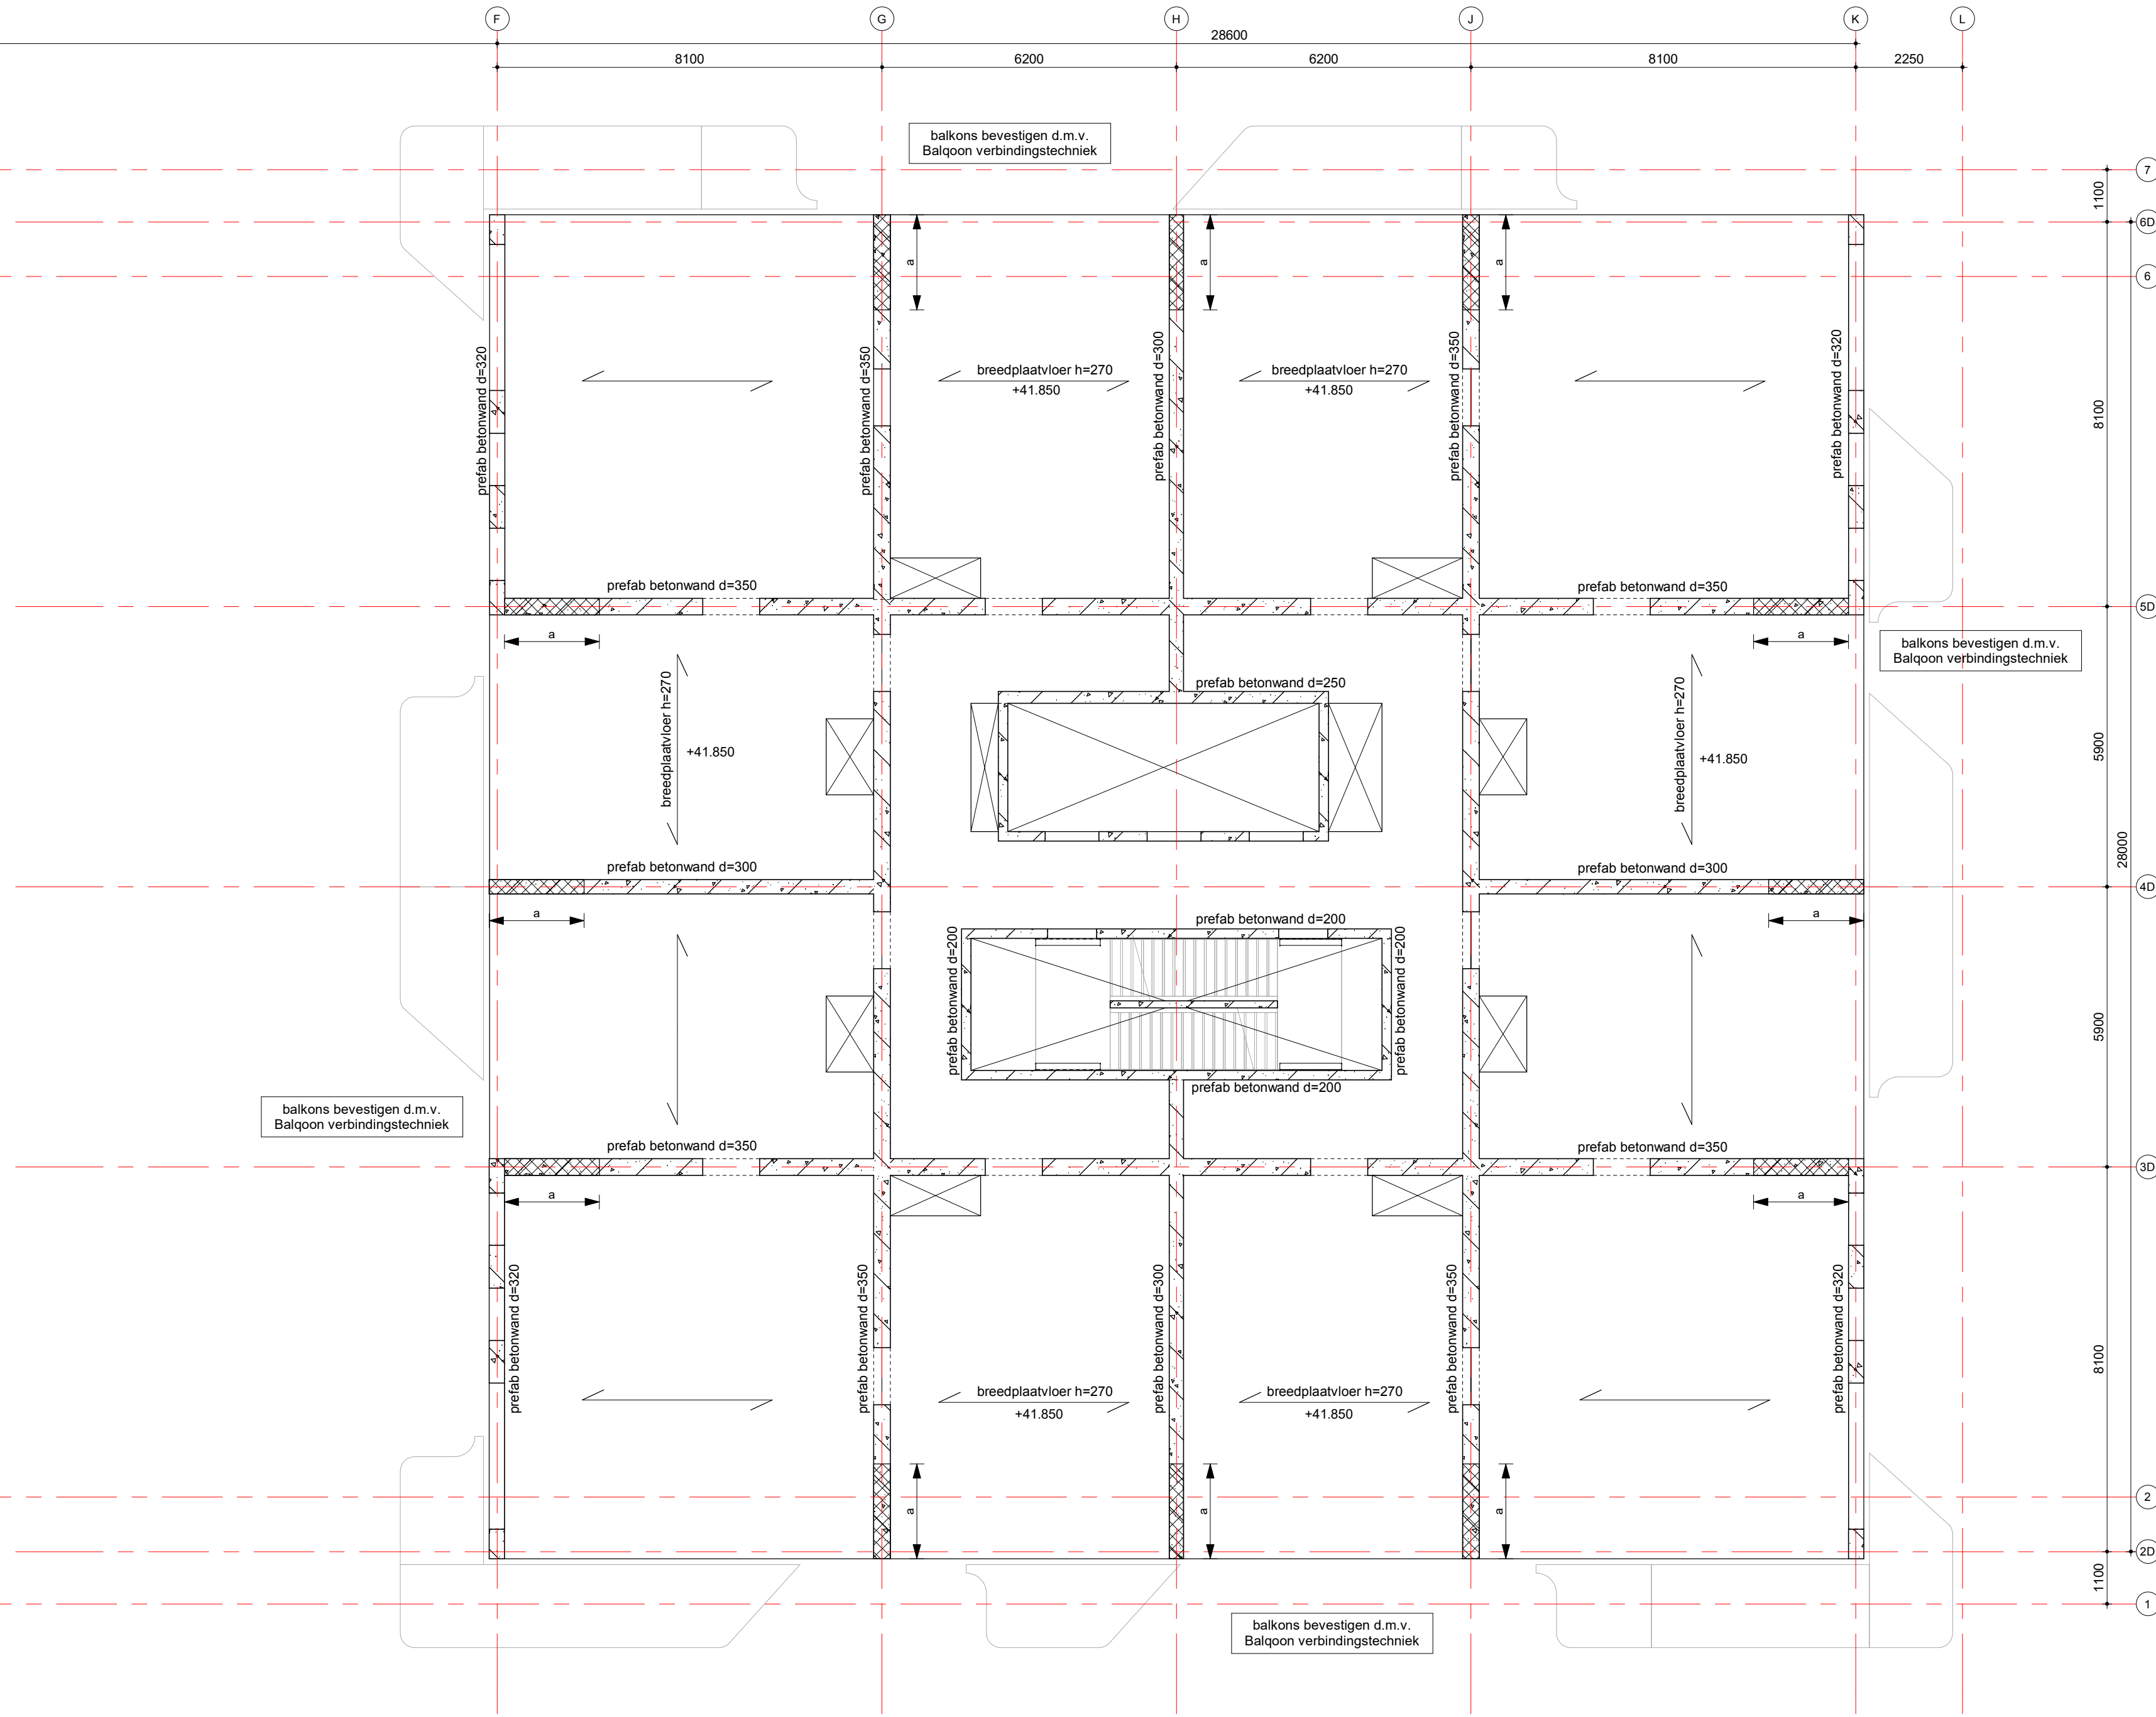 F
G
H
J
K
L
28600
8100
6200
6200
8100
2250
balkons bevestigen d.m.v.
Balqoon verbindingstechniek
7
1100
6D
6
a
a
a
prefab betonwand d=320
prefab betonwand d=350
prefab betonwand d=300
prefab betonwand d=350
prefab betonwand d=320
breedplaatvloer h=270
+41.850
breedplaatvloer h=270
+41.850
8100
prefab betonwand d=350
prefab betonwand d=350
5D
a
a
balkons bevestigen d.m.v.
Balqoon verbindingstechniek
prefab betonwand d=250
breedplaatvloer h=270
+41.850
breedplaatvloer h=270
+41.850
5900
28000
prefab betonwand d=300
prefab betonwand d=300
4D
a
a
prefab betonwand d=200
prefab betonwand d=200
prefab betonwand d=200
prefab betonwand d=200
5900
balkons bevestigen d.m.v.
Balqoon verbindingstechniek
prefab betonwand d=350
prefab betonwand d=350
3D
a
a
prefab betonwand d=320
prefab betonwand d=350
prefab betonwand d=300
prefab betonwand d=350
prefab betonwand d=320
breedplaatvloer h=270
+41.850
breedplaatvloer h=270
+41.850
8100
a
a
a
2
2D
1100
1
balkons bevestigen d.m.v.
Balqoon verbindingstechniek